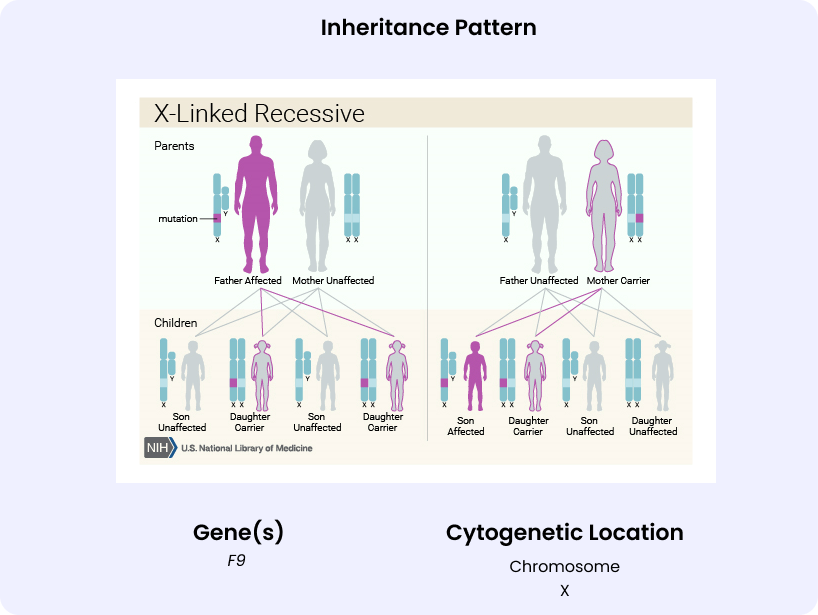 Inheritance Pattern
X-Linked Recessive
Parents
mutation
Y
X
X X
Father Affected
Mother Unaffected
Y
X
X X
Father Unaffected
Mother Carrier
Children
Y
X
Son
Unaffected
X X
Daughter
Carrier
Y
X
Son
Unaffected
X X
Daughter
Carrier
Y
X
Son
Affected
X X
Daughter
Carrier
Y
X
Son
Unaffected
X X
Daughter
Unaffected
NIH U.S. National Library of Medicine
Gene(s)
F9
Cytogenetic Location
Chromosome
X